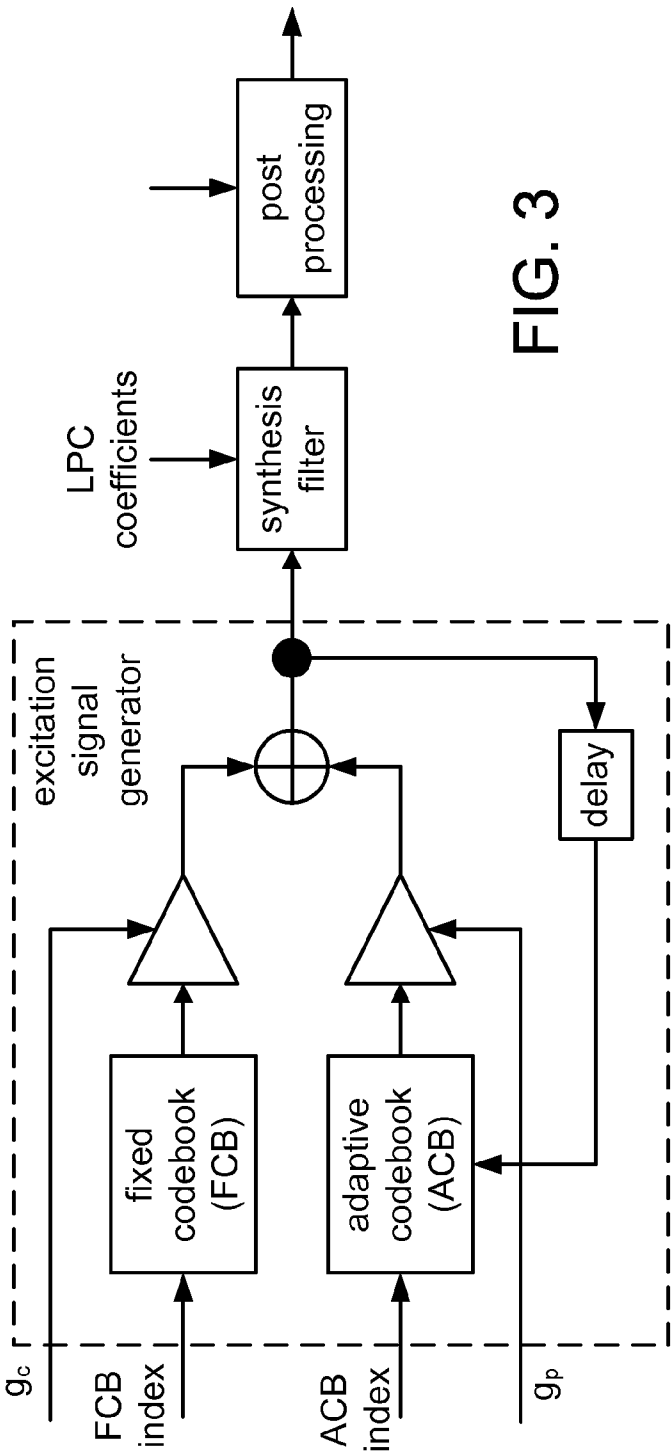 g_c
FCB
index
ACB
index
g_p
fixed
codebook
(FCB)
adaptive
codebook
(ACB)
excitation
signal
generator
delay
LPC
coefficients
synthesis
filter
post
processing
FIG. 3